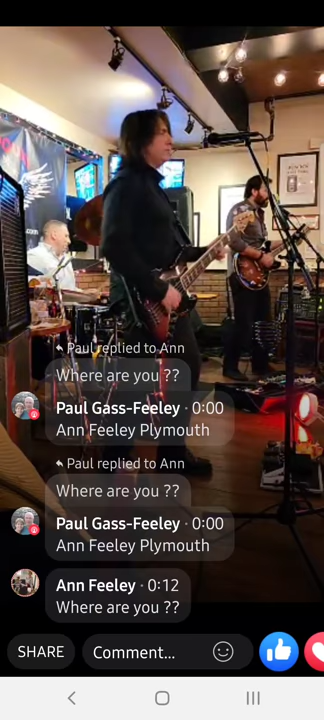 Paul replied to Ann
Where are you ??
Paul Gass-Feeley · 0:00
Ann Feeley Plymouth
Paul replied to Ann
Where are you ??
Paul Gass-Feeley · 0:00
Ann Feeley Plymouth
Ann Feeley · 0:12
Where are you ??
SHARE
Comment...